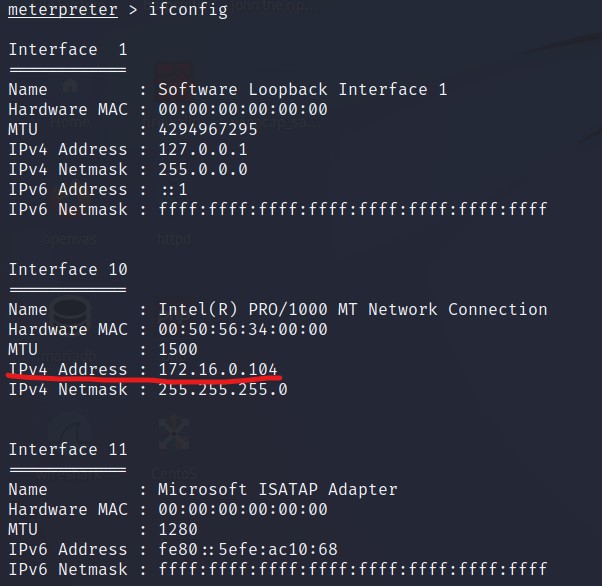 meterpreter > ifconfig
Interface  1
============
Name         : Software Loopback Interface 1
Hardware MAC : 00:00:00:00:00:00
MTU          : 4294967295
IPv4 Address : 127.0.0.1
IPv4 Netmask : 255.0.0.0
IPv6 Address : ::1
IPv6 Netmask : ffff:ffff:ffff:ffff:ffff:ffff:ffff:ffff
Interface 10
============
Name         : Intel(R) PRO/1000 MT Network Connection
Hardware MAC : 00:50:56:34:00:00
MTU          : 1500
IPv4 Address : 172.16.0.104
IPv4 Netmask : 255.255.255.0
Interface 11
============
Name         : Microsoft ISATAP Adapter
Hardware MAC : 00:00:00:00:00:00
MTU          : 1280
IPv6 Address : fe80::5efe:ac10:68
IPv6 Netmask : ffff:ffff:ffff:ffff:ffff:ffff:ffff:ffff
wireshark
CentOS